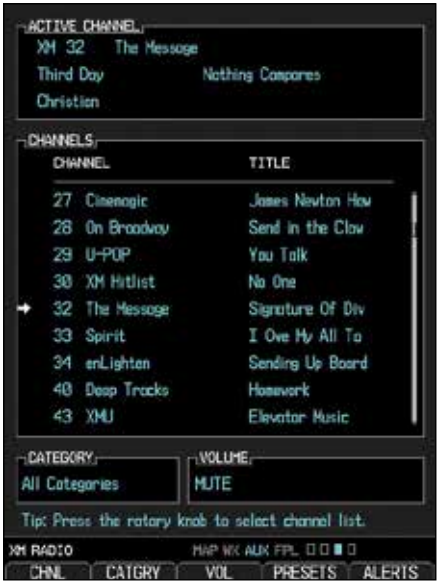 ACTIVE CHANNEL
XM 32 The Message
Third Day Nothing Compares
Christian
CHANNELS
CHANNEL TITLE
27 Cinemagic James Newton How
28 On Broadway Send in the Clow
29 U-POP You Talk
30 XM Hitlist No One
32 The Message Signature Of Div
33 Spirit I Owe My All To
34 enLighten Sending Up Board
40 Deep Tracks Homework
43 XMU Elevator Music
CATEGORY
All Categories
VOLUME
MUTE
Tip: Press the rotary knob to select channel list.
XM RADIO MAP WX AUX FPL
CHNL CATGRY VOL PRESETS ALERTS